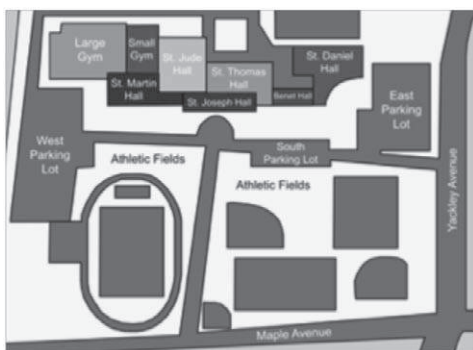 Large
Gym
Small
Gym
St. Jude
Hall
St. Daniel
Hall
St. Martin
Hall
St. Thomas
Hall
St. Joseph Hall
Benet Hall
East
Parking
Lot
West
Parking
Lot
South
Parking Lot
Athletic Fields
Athletic Fields
Yackley Avenue
Maple Avenue